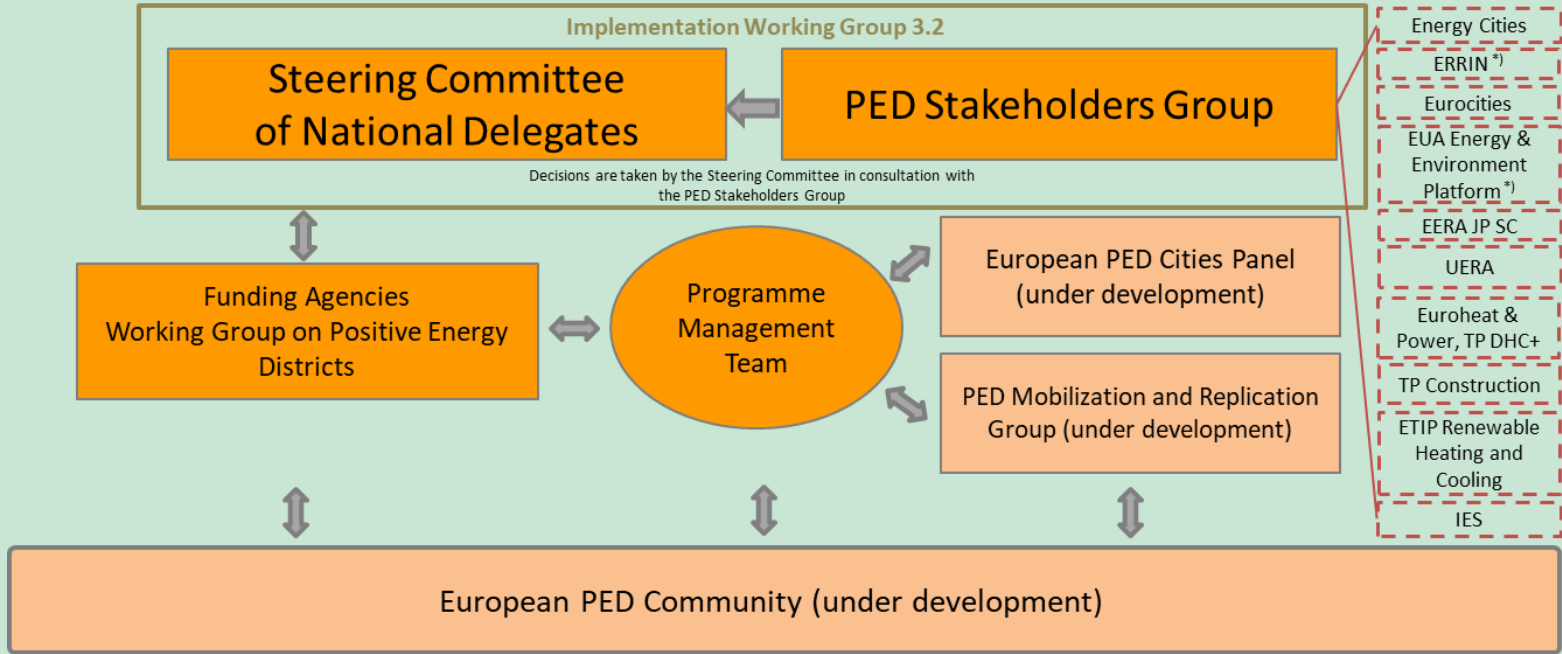 Implementation Working Group 3.2
Steering Committee
of National Delegates
PED Stakeholders Group
Decisions are taken by the Steering Committee in consultation with
the PED Stakeholders Group
Funding Agencies
Working Group on Positive Energy
Districts
Programme
Management
Team
European PED Cities Panel
(under development)
PED Mobilization and Replication
Group (under development)
European PED Community (under development)
Energy Cities
ERRIN *)
Eurocities
EUA Energy &
Environment
Platform *)
EERA JP SC
UERA
Euroheat &
Power, TP DHC+
TP Construction
ETIP Renewable
Heating and
Cooling
IES